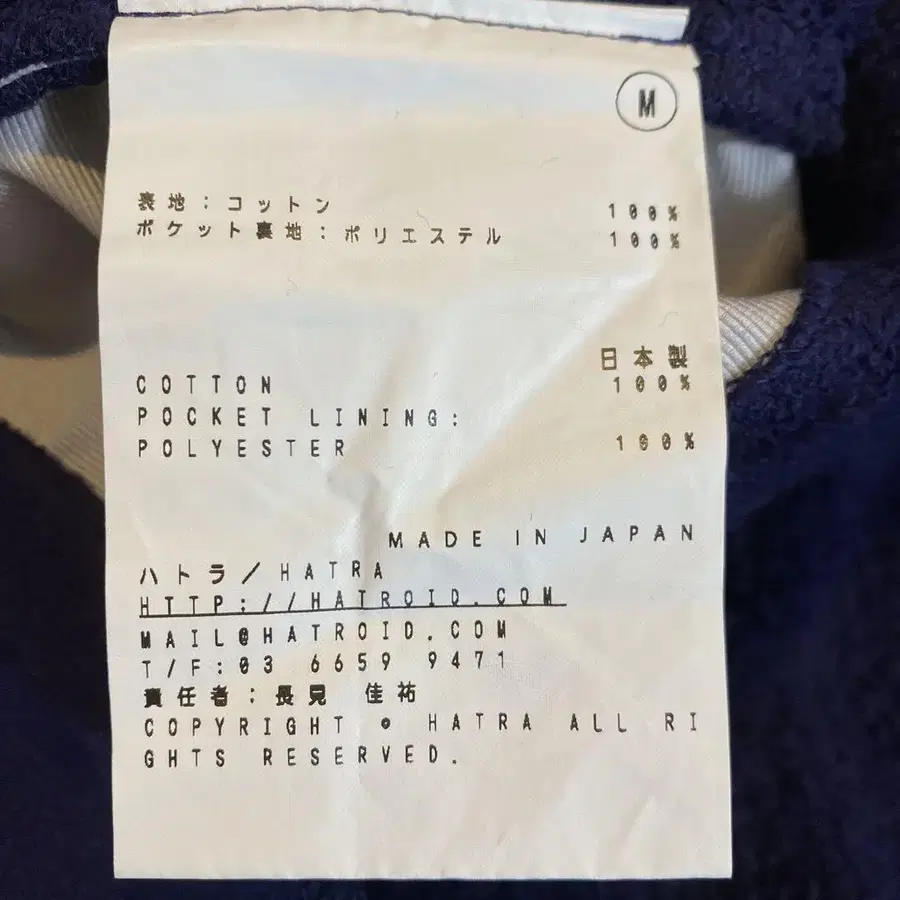 M
表地:コットン 100%
ポケット裏地:ポリエステル 100%
日本製
COTTON 100%
POCKET LINING:
POLYESTER 100%
MADE IN JAPAN
ハトラ/HATRA
HTTP://HATROID.COM
MAIL@HATROID.COM
T/F:03 6659 9471
責任者:長見 佳祐
COPYRIGHT © HATRA ALL RI
GHTS RESERVED.